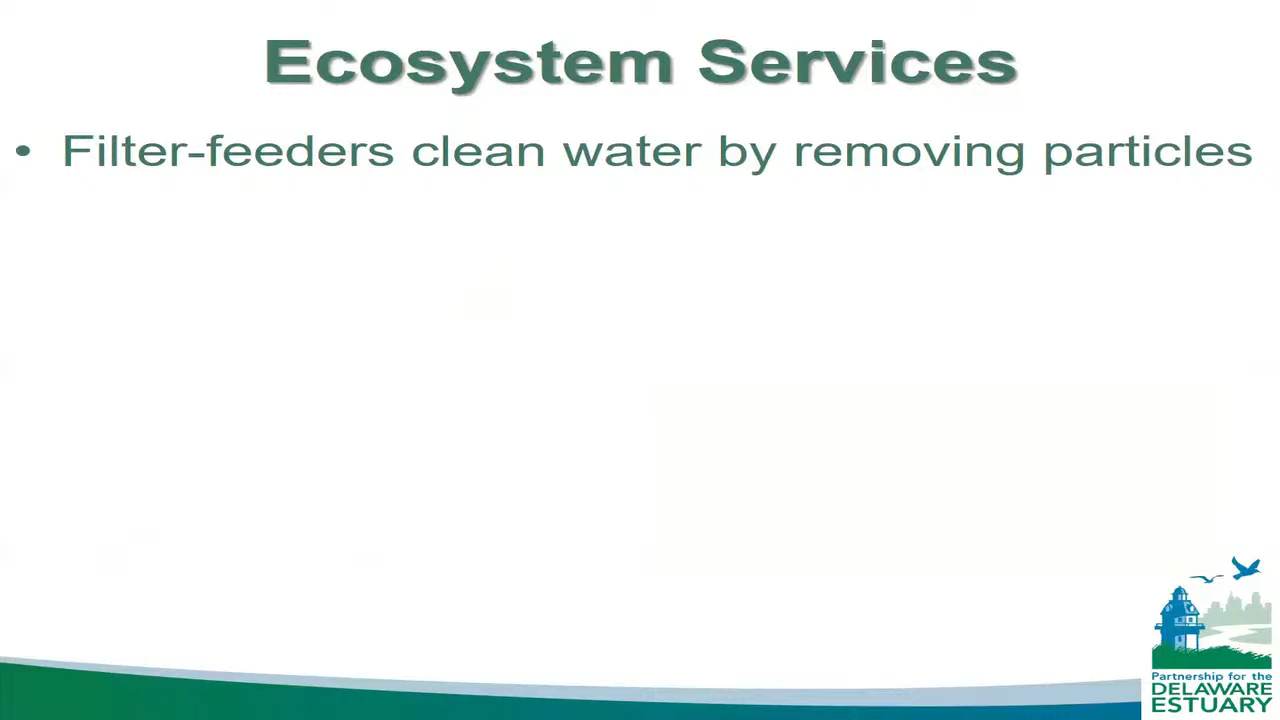 Ecosystem Services
• Filter-feeders clean water by removing particles
Partnership for the
DELAWARE
ESTUARY